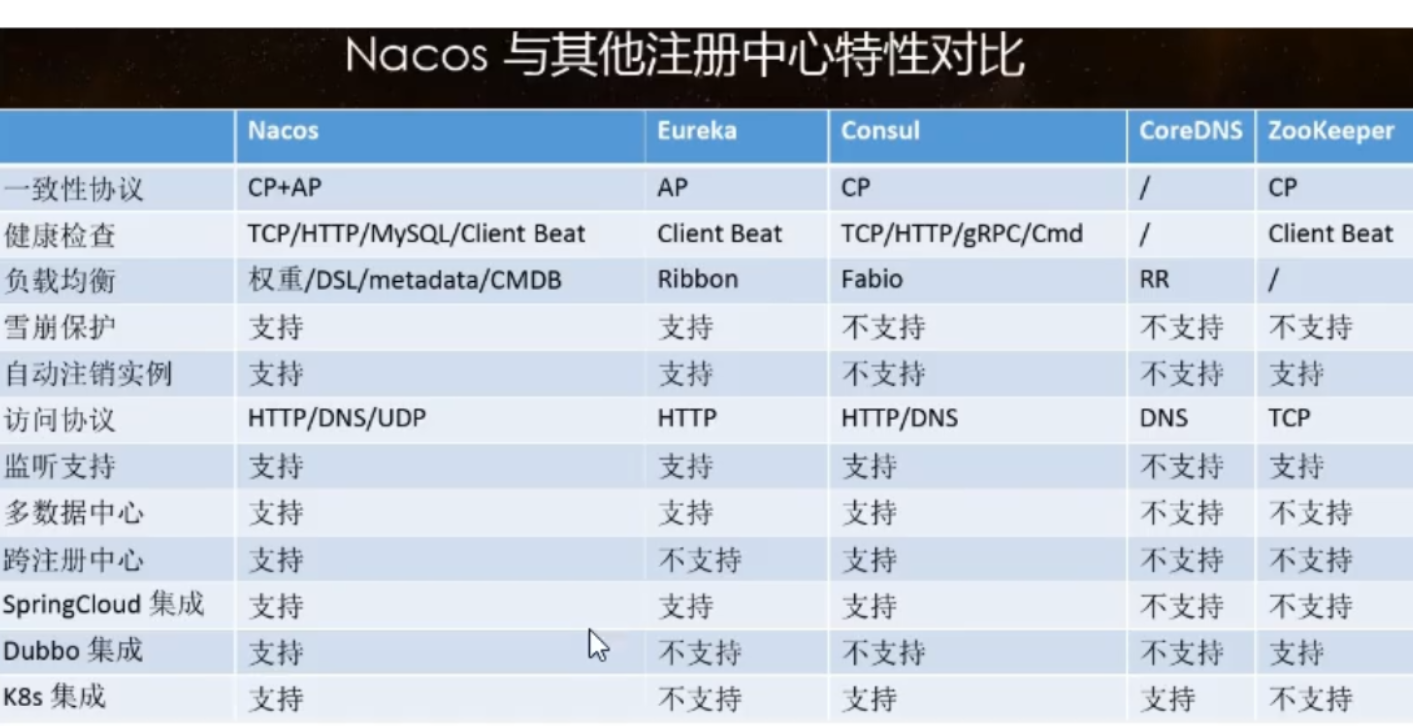 Nacos 与其他注册中心特性对比
Nacos Eureka Consul CoreDNS ZooKeeper
一致性协议 CP+AP AP CP / CP
健康检查 TCP/HTTP/MySQL/Client Beat Client Beat TCP/HTTP/gRPC/Cmd / Client Beat
负载均衡 权重/DSL/metadata/CMDB Ribbon Fabio RR /
雪崩保护 支持 支持 不支持 不支持 不支持
自动注销实例 支持 支持 不支持 不支持 支持
访问协议 HTTP/DNS/UDP HTTP HTTP/DNS DNS TCP
监听支持 支持 支持 支持 不支持 支持
多数据中心 支持 支持 支持 不支持 不支持
跨注册中心 支持 不支持 支持 不支持 不支持
SpringCloud 集成 支持 支持 支持 不支持 不支持
Dubbo 集成 支持 不支持 不支持 不支持 支持
K8s 集成 支持 不支持 支持 支持 不支持